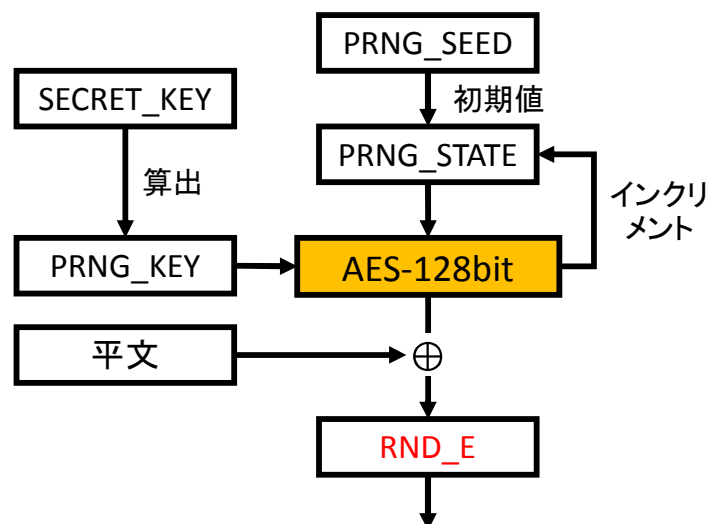 PRNG_SEED
SECRET_KEY
初期値
PRNG_STATE
算出
インクリ
メント
PRNG_KEY
AES-128bit
平文
RND_E